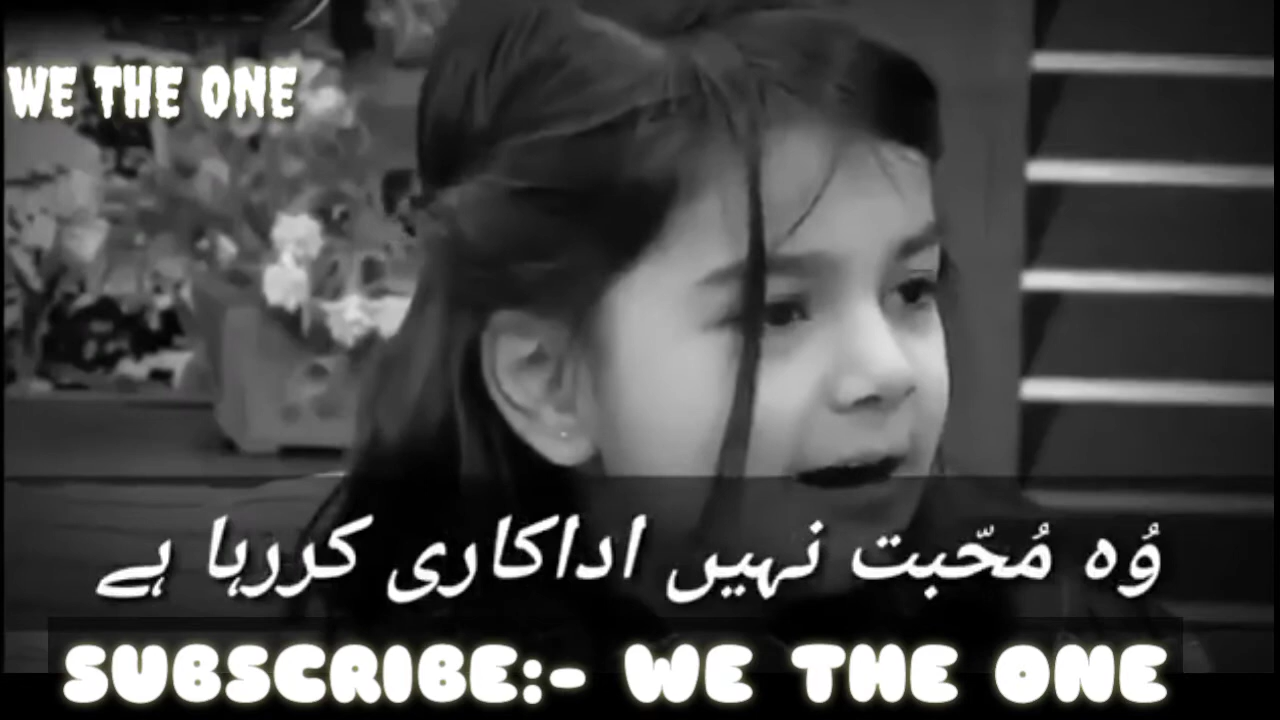 WE THE ONE
وُہ مُحّبت نہیں اداکاری کررہا ہے
SUBSCRIBE:- WE THE ONE